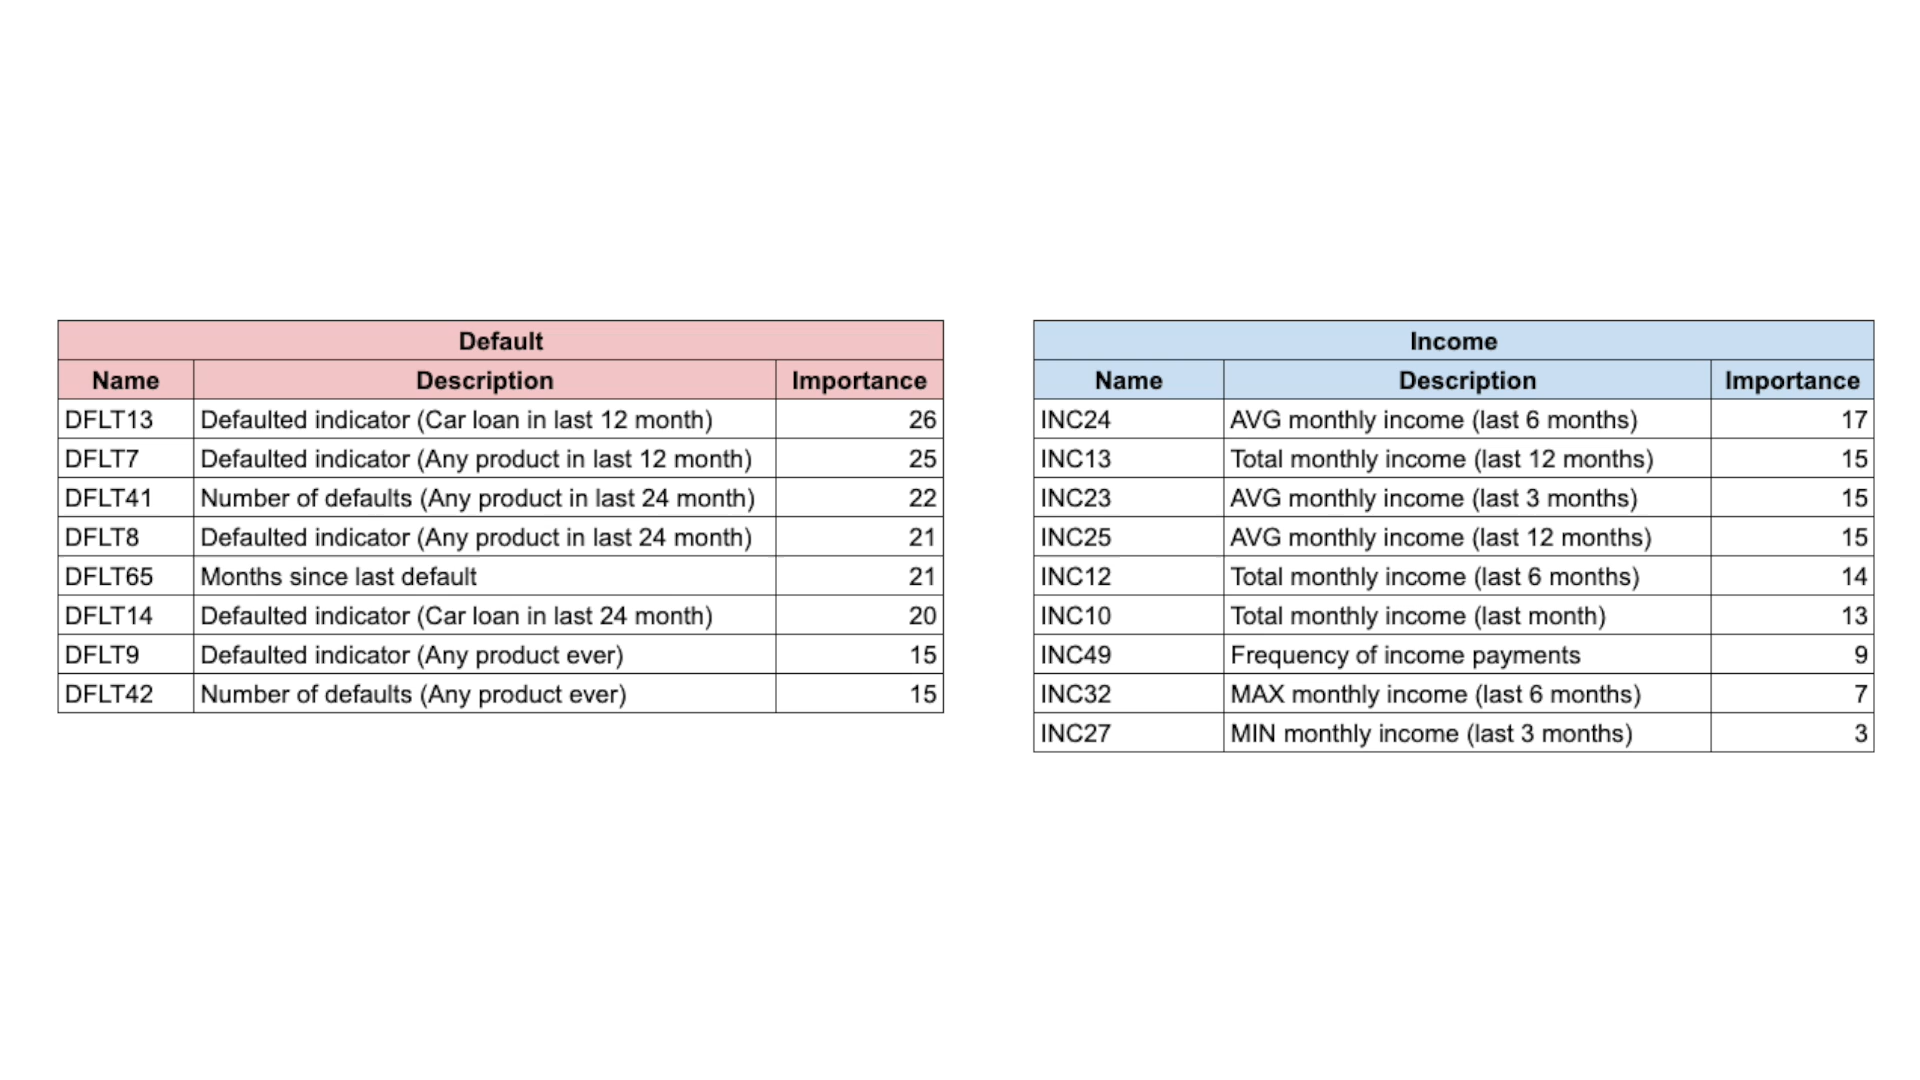 Default
Name Description Importance
DFLT13 Defaulted indicator (Car loan in last 12 month) 26
DFLT7 Defaulted indicator (Any product in last 12 month) 25
DFLT41 Number of defaults (Any product in last 24 month) 22
DFLT8 Defaulted indicator (Any product in last 24 month) 21
DFLT65 Months since last default 21
DFLT14 Defaulted indicator (Car loan in last 24 month) 20
DFLT9 Defaulted indicator (Any product ever) 15
DFLT42 Number of defaults (Any product ever) 15
Income
Name Description Importance
INC24 AVG monthly income (last 6 months) 17
INC13 Total monthly income (last 12 months) 15
INC23 AVG monthly income (last 3 months) 15
INC25 AVG monthly income (last 12 months) 15
INC12 Total monthly income (last 6 months) 14
INC10 Total monthly income (last month) 13
INC49 Frequency of income payments 9
INC32 MAX monthly income (last 6 months) 7
INC27 MIN monthly income (last 3 months) 3